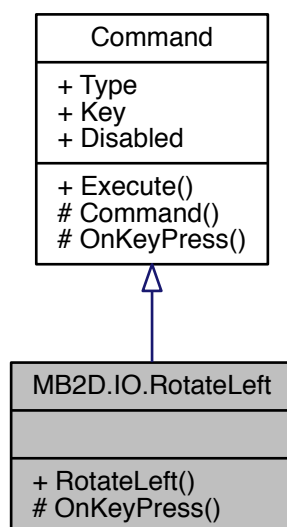 Command
+ Type
+ Key
+ Disabled
+ Execute()
# Command()
# OnKeyPress()
MB2D.IO.RotateLeft
+ RotateLeft()
# OnKeyPress()